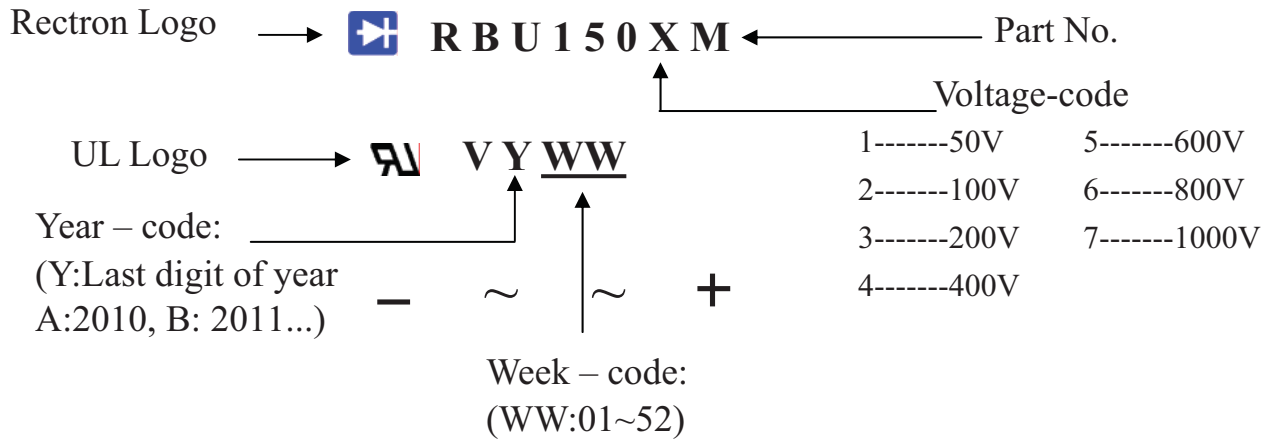 Rectron Logo R B U 1 5 0 X M Part No.
Voltage-code
1-------50V 5-------600V
UL Logo V Y WW
2-------100V 6-------800V
Year – code:
3-------200V 7-------1000V
(Y:Last digit of year
4-------400V
− ~ ~ +
A:2010, B: 2011...)
Week – code:
(WW:01~52)